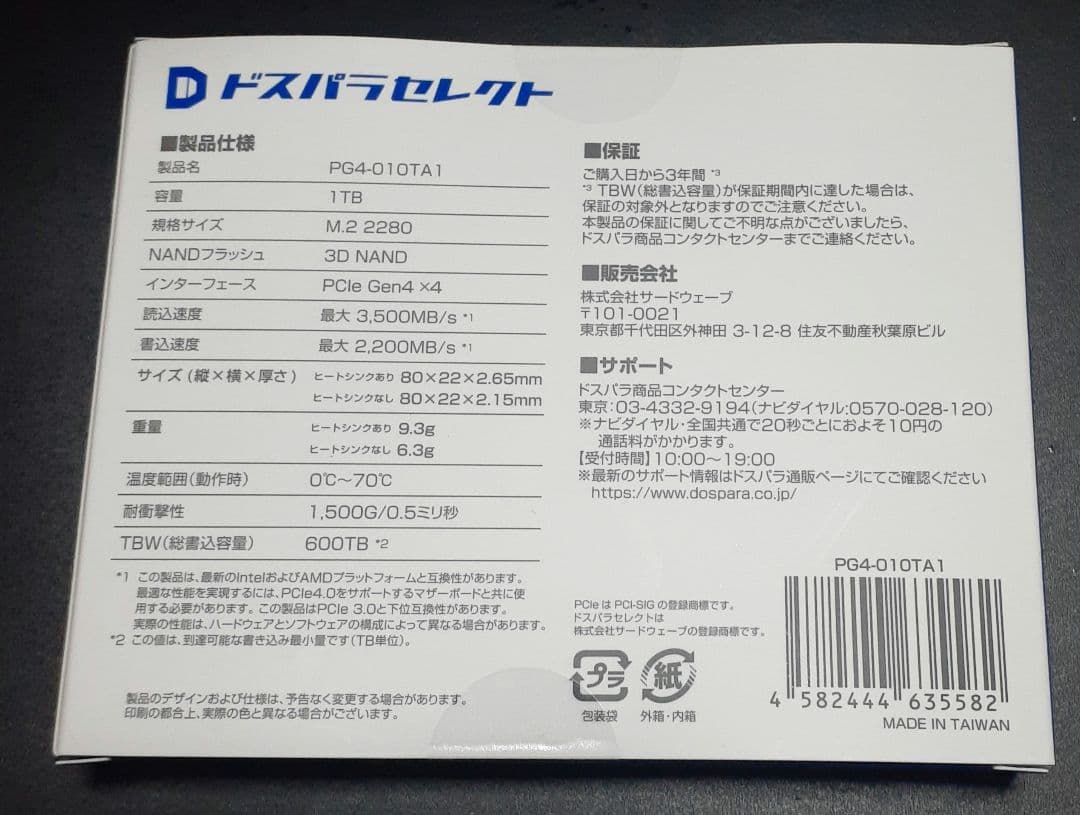 D ドスパラセレクト
■製品仕様
製品名 PG4-010TA1
容量 1TB
規格サイズ M.2 2280
NANDフラッシュ 3D NAND
インターフェース PCIe Gen4 ×4
読込速度 最大 3,500MB/s *1
書込速度 最大 2,200MB/s *1
サイズ (縦×横×厚さ) ヒートシンクあり 80×22×2.65mm
ヒートシンクなし 80×22×2.15mm
重量 ヒートシンクあり 9.3g
ヒートシンクなし 6.3g
温度範囲(動作時) 0℃〜70℃
耐衝撃性 1,500G/0.5ミリ秒
TBW(総書込容量) 600TB *2
*1 この製品は、最新のIntelおよびAMDプラットフォームと互換性があります。
最適な性能を実現するには、PCIe4.0をサポートするマザーボードと共に使
用する必要があります。この製品はPCIe 3.0と下位互換性があります。
実際の性能は、ハードウェアとソフトウェアの構成によって異なる場合があります。
*2 この値は、到達可能な書き込み最小量です(TB単位)。
製品のデザインおよび仕様は、予告なく変更する場合があります。
印刷の都合上、実際の色と異なる場合がございます。
■保証
ご購入日から3年間 *3
*3 TBW(総書込容量)が保証期間内に達した場合は、
保証の対象外となりますのでご注意ください。
本製品の保証に関してご不明な点がございましたら、
ドスパラ商品コンタクトセンターまでご連絡ください。
■販売会社
株式会社サードウェーブ
〒101-0021
東京都千代田区外神田 3-12-8 住友不動産秋葉原ビル
■サポート
ドスパラ商品コンタクトセンター
東京:03-4332-9194(ナビダイヤル:0570-028-120)
※ナビダイヤル・全国共通で20秒ごとにおよそ10円の
通話料がかかります。
【受付時間】10:00〜19:00
※最新のサポート情報はドスパラ通販ページにてご確認ください
https://www.dospara.co.jp/
PCIe は PCI-SIG の登録商標です。
ドスパラセレクトは
株式会社サードウェーブの登録商標です。
プラ 紙
包装袋 外箱・内箱
PG4-010TA1
4 582444 635582
MADE IN TAIWAN